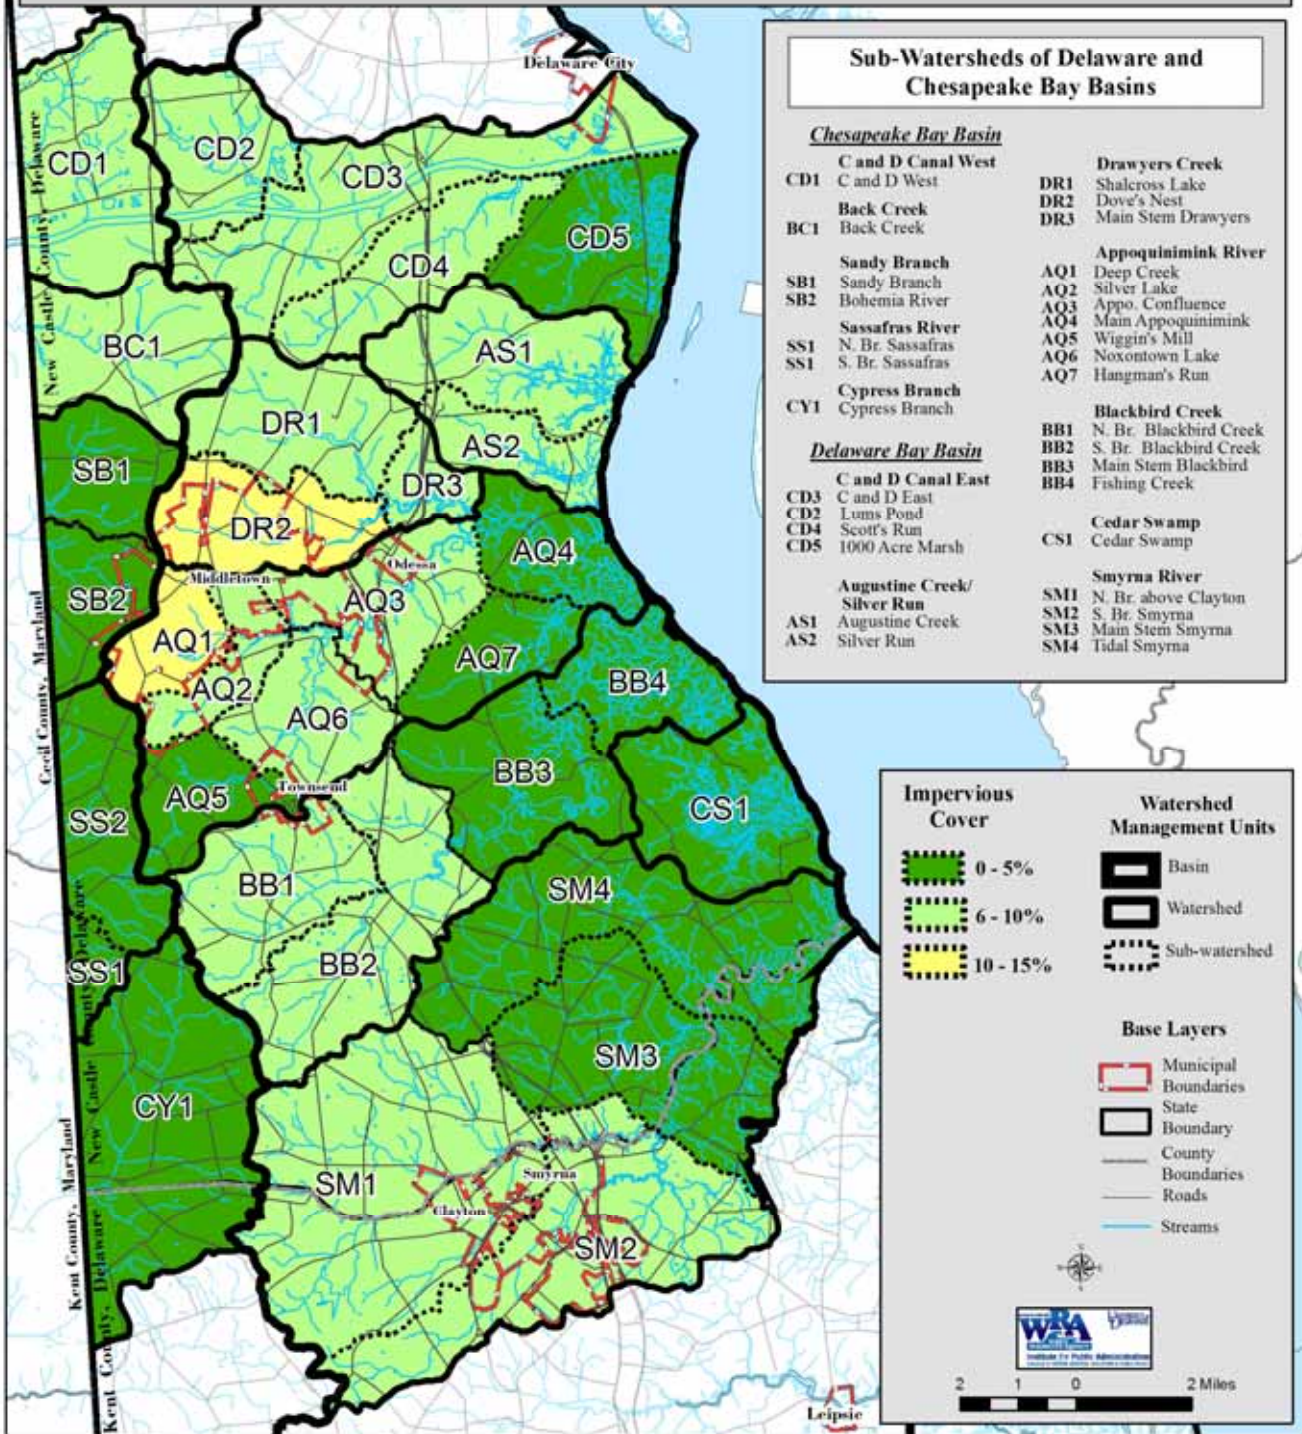 Sub-Watersheds of Delaware and
Chesapeake Bay Basins
Chesapeake Bay Basin
C and D Canal West
CD1 C and D West
Back Creek
BC1 Back Creek
Sandy Branch
SB1 Sandy Branch
SB2 Bohemia River
Sassafras River
SS1 N. Br. Sassafras
SS1 S. Br. Sassafras
Cypress Branch
CY1 Cypress Branch
Delaware Bay Basin
C and D Canal East
CD3 C and D East
CD2 Lums Pond
CD4 Scott's Run
CD5 1000 Acre Marsh
Augustine Creek/
Silver Run
AS1 Augustine Creek
AS2 Silver Run
Drawyers Creek
DR1 Shalcross Lake
DR2 Dove's Nest
DR3 Main Stem Drawyers
Appoquinimink River
AQ1 Deep Creek
AQ2 Silver Lake
AQ3 Appo. Confluence
AQ4 Main Appoquinimink
AQ5 Wiggin's Mill
AQ6 Noxontown Lake
AQ7 Hangman's Run
Blackbird Creek
BB1 N. Br. Blackbird Creek
BB2 S. Br. Blackbird Creek
BB3 Main Stem Blackbird
BB4 Fishing Creek
Cedar Swamp
CS1 Cedar Swamp
Smyrna River
SM1 N. Br. above Clayton
SM2 S. Br. Smyrna
SM3 Main Stem Smyrna
SM4 Tidal Smyrna
Delaware City
CD1
CD2
CD3
CD4
CD5
BC1
AS1
DR1
AS2
SB1
DR3
DR2
AQ4
Odessa
Middletown
SB2
AQ3
AQ1
AQ7
AQ2
BB4
AQ6
BB3
Townsend
AQ5
CS1
SS2
BB1
SM4
BB2
SS1
SM3
CY1
SM1
Smyrna
Clayton
SM2
Leipsic
New Castle County, Delaware
Cecil County, Maryland
New Castle County, Delaware
Kent County, Maryland
Kent County, Delaware
Impervious
Cover
0 - 5%
6 - 10%
10 - 15%
Watershed
Management Units
Basin
Watershed
Sub-watershed
Base Layers
Municipal
Boundaries
State
Boundary
County
Boundaries
Roads
Streams
WRA
Institute for Public Administration
2 1 0 2 Miles